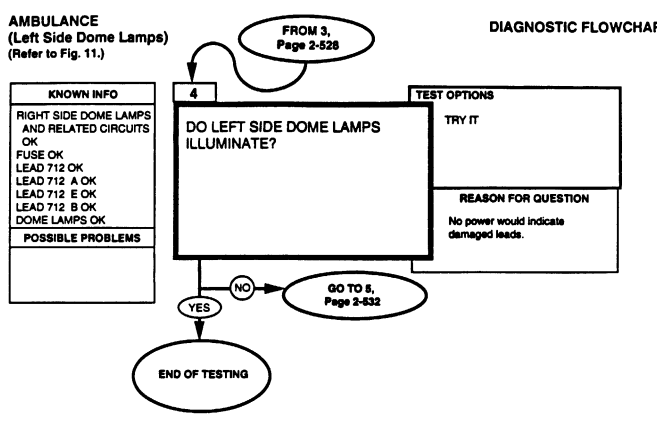 AMBULANCE
(Left Side Dome Lamps)
(Refer to Fig. 11.)
FROM 3,
Page 2-528
DIAGNOSTIC FLOWCHAR
KNOWN INFO
RIGHT SIDE DOME LAMPS
AND RELATED CIRCUITS
OK
FUSE OK
LEAD 712 OK
LEAD 712 A OK
LEAD 712 E OK
LEAD 712 B OK
DOME LAMPS OK
POSSIBLE PROBLEMS
4
DO LEFT SIDE DOME LAMPS
ILLUMINATE?
TEST OPTIONS
TRY IT
REASON FOR QUESTION
No power would indicate
damaged leads.
NO
GO TO 5,
Page 2-532
YES
END OF TESTING